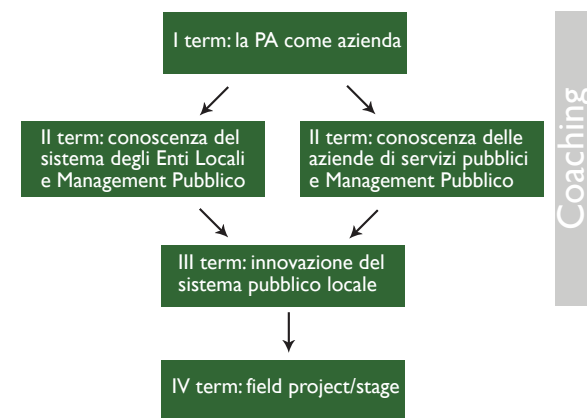 I term: la PA come azienda
II term: conoscenza del
sistema degli Enti Locali
e Management Pubblico
II term: conoscenza delle
aziende di servizi pubblici
e Management Pubblico
III term: innovazione del
sistema pubblico locale
IV term: field project/stage
Coaching